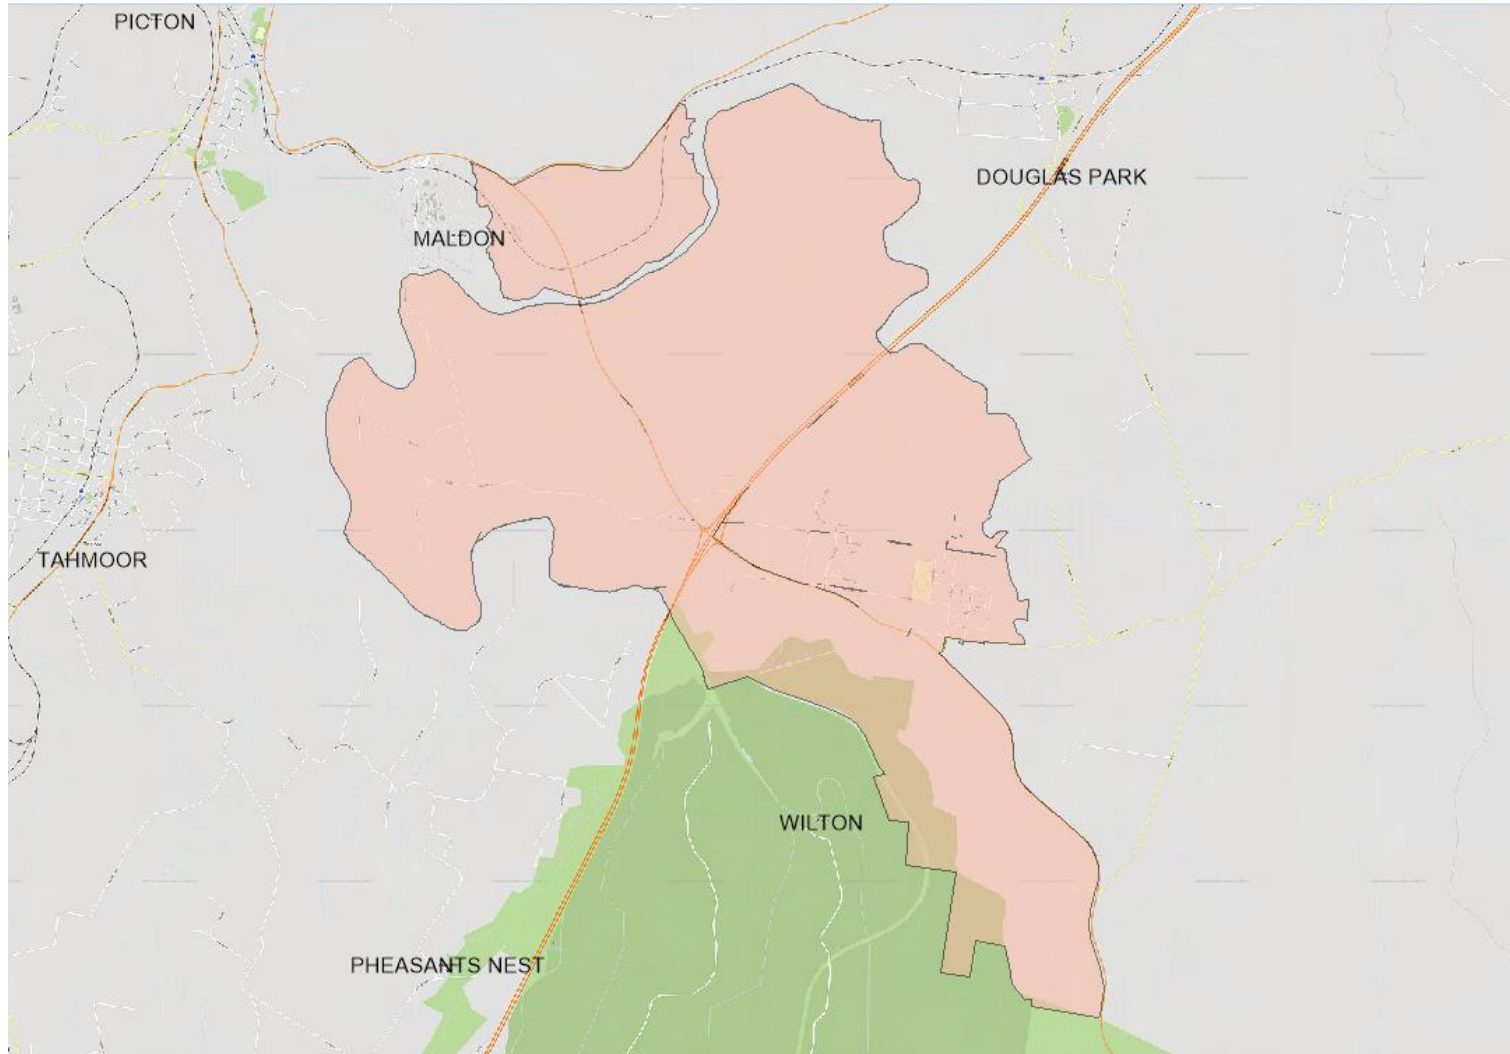 PICTON
DOUGLAS PARK
MALDON
TAHMOOR
WILTON
PHEASANTS NEST